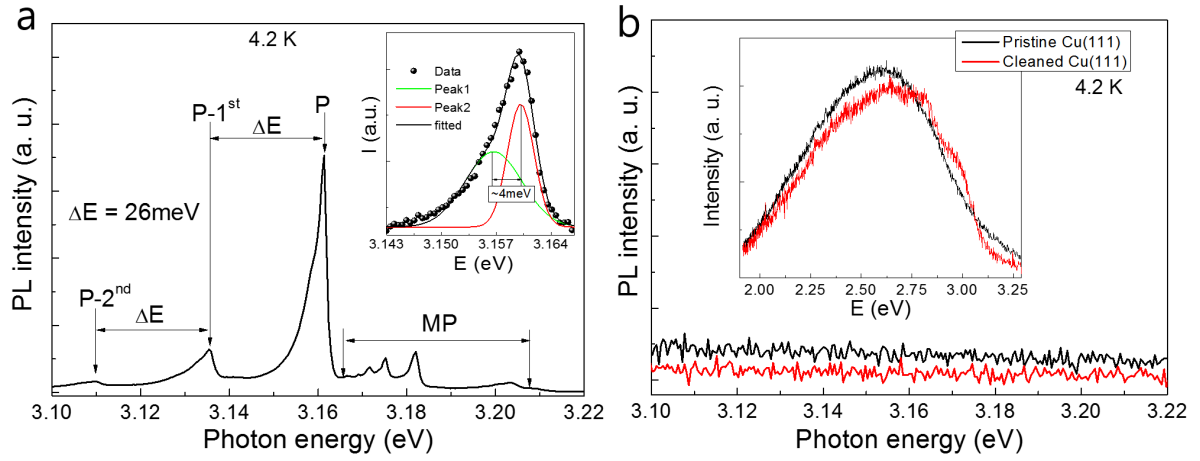 a
4.2 K
P-1st
P
ΔE
ΔE = 26meV
P-2nd
ΔE
MP
PL intensity (a. u.)
3.10 3.12 3.14 3.16 3.18 3.20 3.22
Photon energy (eV)
Data
Peak1
Peak2
fitted
~4meV
I (a.u.)
3.143 3.150 3.157 3.164
E (eV)
b
Pristine Cu(111)
Cleaned Cu(111)
4.2 K
Intensity (a. u.)
2.00 2.25 2.50 2.75 3.00 3.25
E (eV)
PL intensity (a. u.)
3.10 3.12 3.14 3.16 3.18 3.20 3.22
Photon energy (eV)